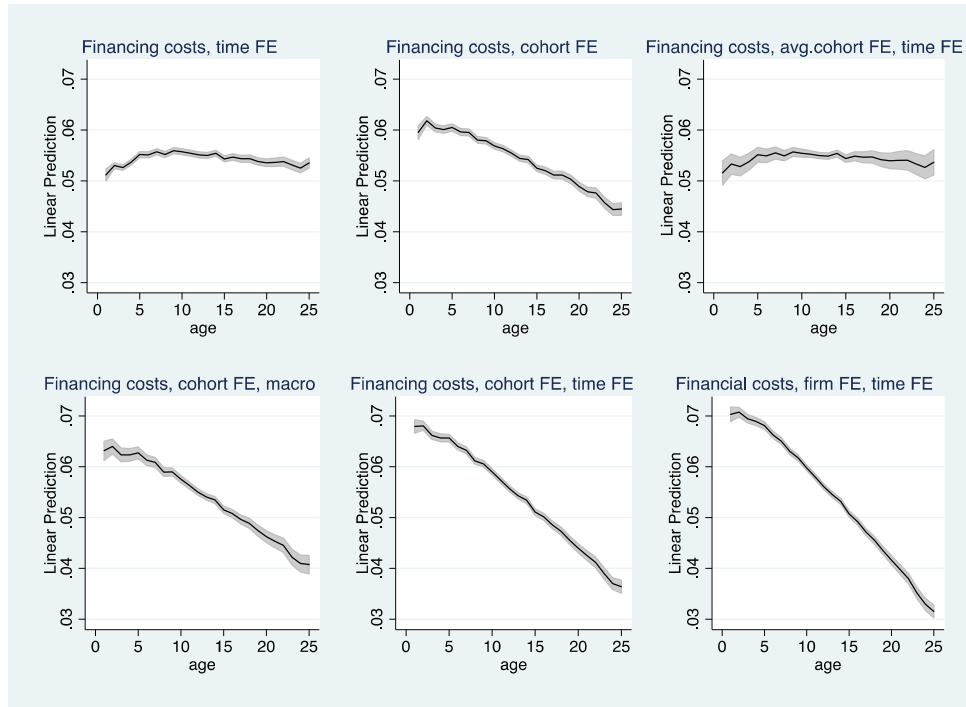 Financing costs, time FE
Linear Prediction
.07
.06
.05
.04
.03
0 5 10 15 20 25
age
Financing costs, cohort FE
Linear Prediction
.07
.06
.05
.04
.03
0 5 10 15 20 25
age
Financing costs, avg.cohort FE, time FE
Linear Prediction
.07
.06
.05
.04
.03
0 5 10 15 20 25
age
Financing costs, cohort FE, macro
Linear Prediction
.07
.06
.05
.04
.03
0 5 10 15 20 25
age
Financing costs, cohort FE, time FE
Linear Prediction
.07
.06
.05
.04
.03
0 5 10 15 20 25
age
Financial costs, firm FE, time FE
Linear Prediction
.07
.06
.05
.04
.03
0 5 10 15 20 25
age